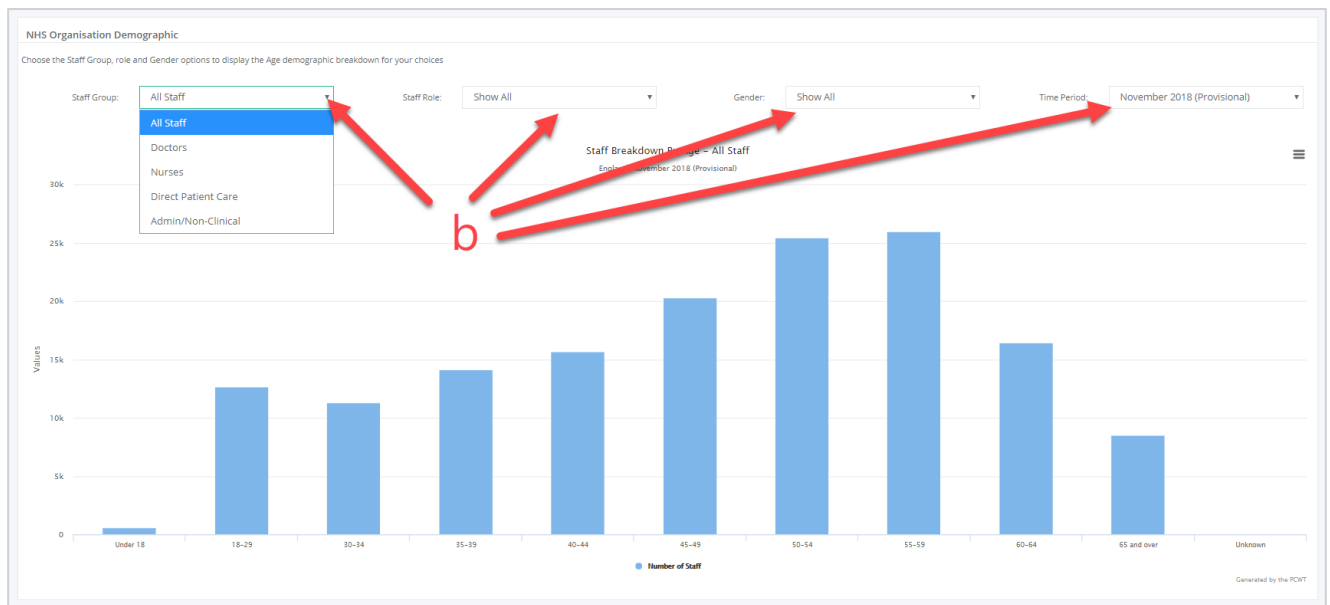 NHS Organisation Demographic
Choose the Staff Group, role and Gender options to display the Age demographic breakdown for your choices
Staff Group: All Staff Staff Role: Show All Gender: Show All Time Period: November 2018 (Provisional)
All Staff
Doctors
Nurses
Direct Patient Care
Admin/Non-Clinical
b
Staff Breakdown – All Staff
November 2018 (Provisional)
Values
30k
25k
20k
15k
10k
5k
0
Under 18 18-29 30-34 35-39 40-44 45-49 50-54 55-59 60-64 65 and over Unknown
Number of Staff
Generated by the PCWT